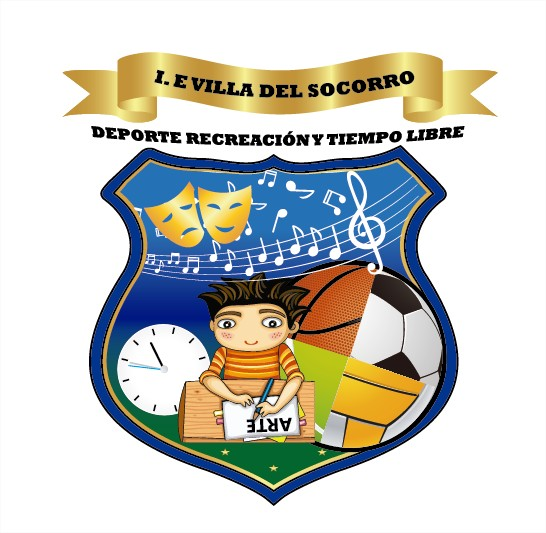 I. E VILLA DEL SOCORRO
DEPORTE RECREACIÓN Y TIEMPO LIBRE
ARTE